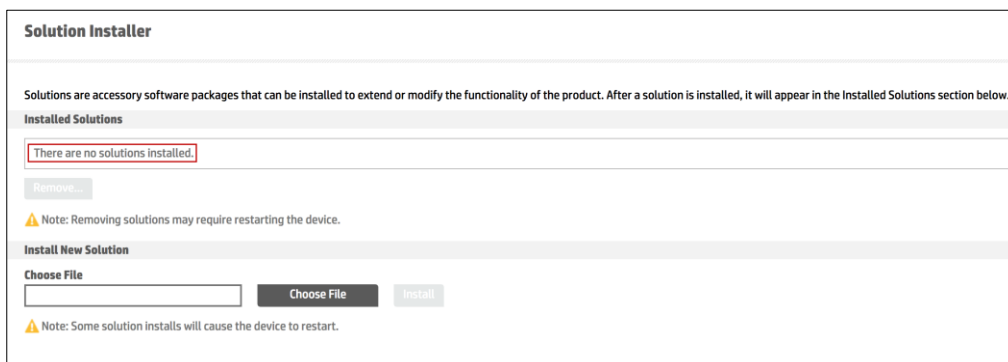 Solution Installer
Solutions are accessory software packages that can be installed to extend or modify the functionality of the product. After a solution is installed, it will appear in the Installed Solutions section below.
Installed Solutions
There are no solutions installed.
Remove...
Note: Removing solutions may require restarting the device.
Install New Solution
Choose File
Choose File Install
Note: Some solution installs will cause the device to restart.